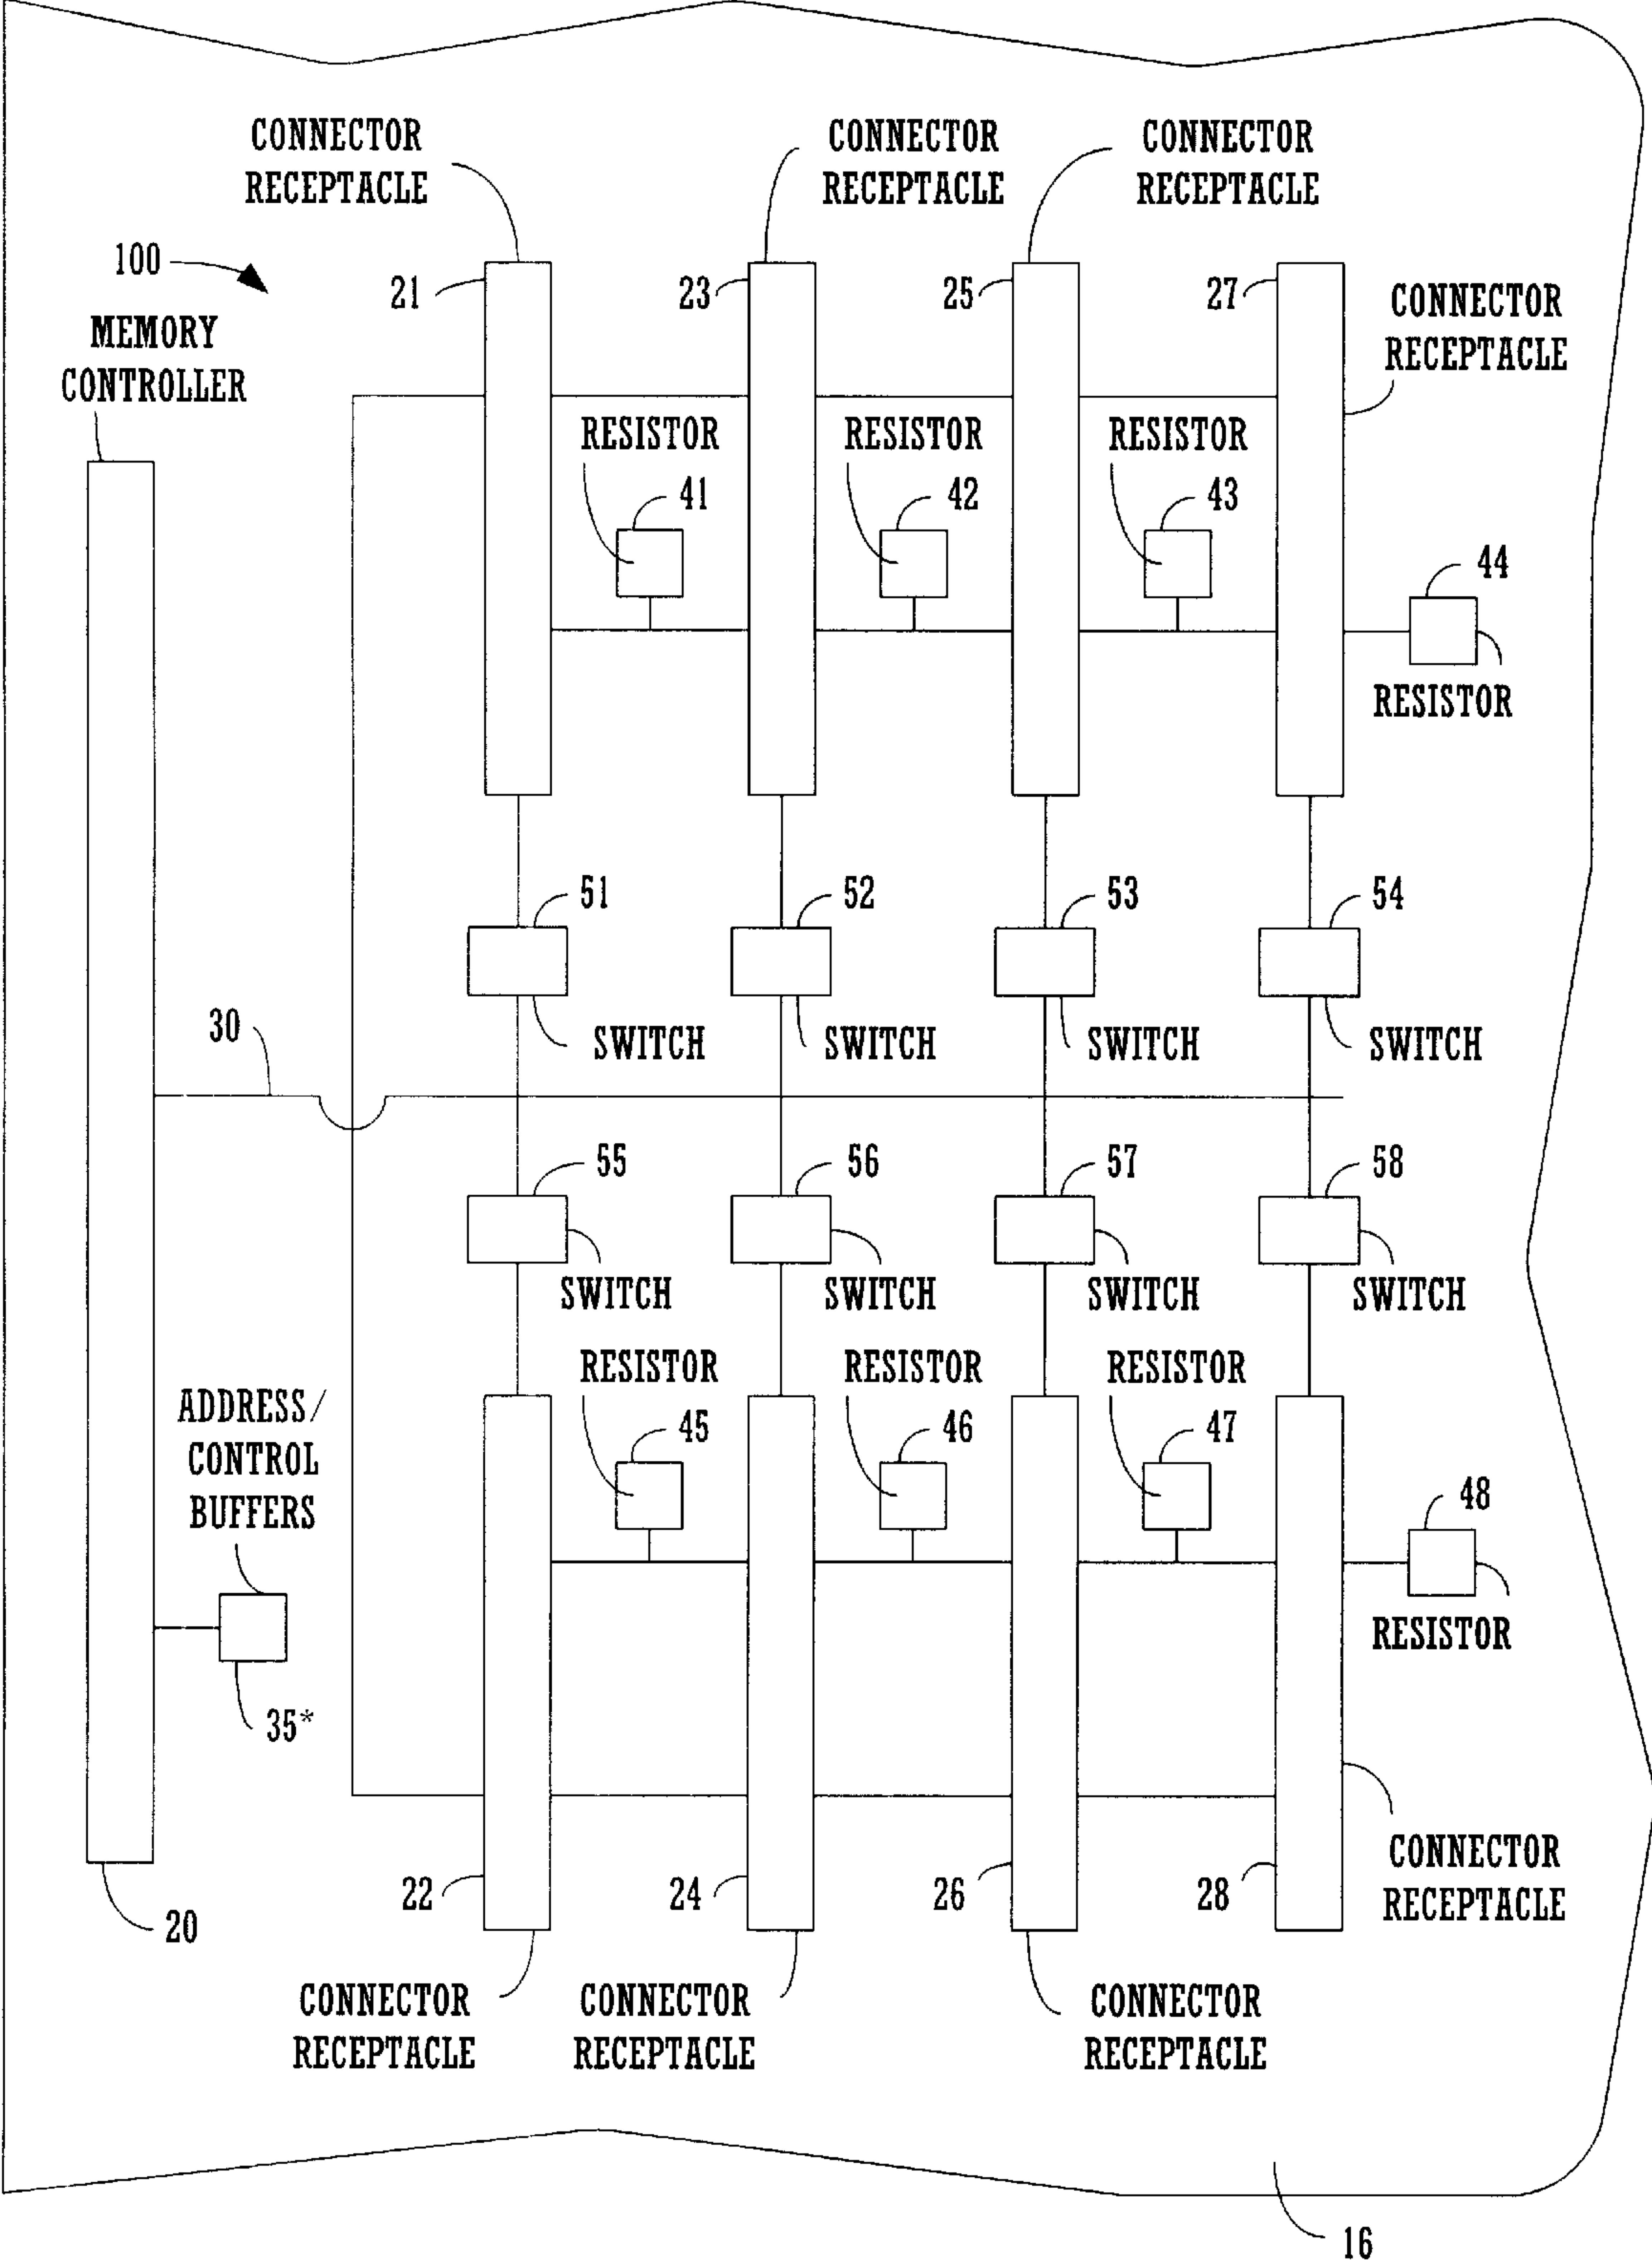 CONNECTOR
RECEPTACLE
CONNECTOR
RECEPTACLE
CONNECTOR
RECEPTACLE
100
21
23
25
27
CONNECTOR
RECEPTACLE
MEMORY
CONTROLLER
RESISTOR
RESISTOR
RESISTOR
41
42
43
44
RESISTOR
51
52
53
54
30
SWITCH
SWITCH
SWITCH
SWITCH
55
56
57
58
SWITCH
SWITCH
SWITCH
SWITCH
RESISTOR
RESISTOR
RESISTOR
ADDRESS/
CONTROL
BUFFERS
45
46
47
48
RESISTOR
35*
22
24
26
28
CONNECTOR
RECEPTACLE
20
CONNECTOR
RECEPTACLE
CONNECTOR
RECEPTACLE
CONNECTOR
RECEPTACLE
16